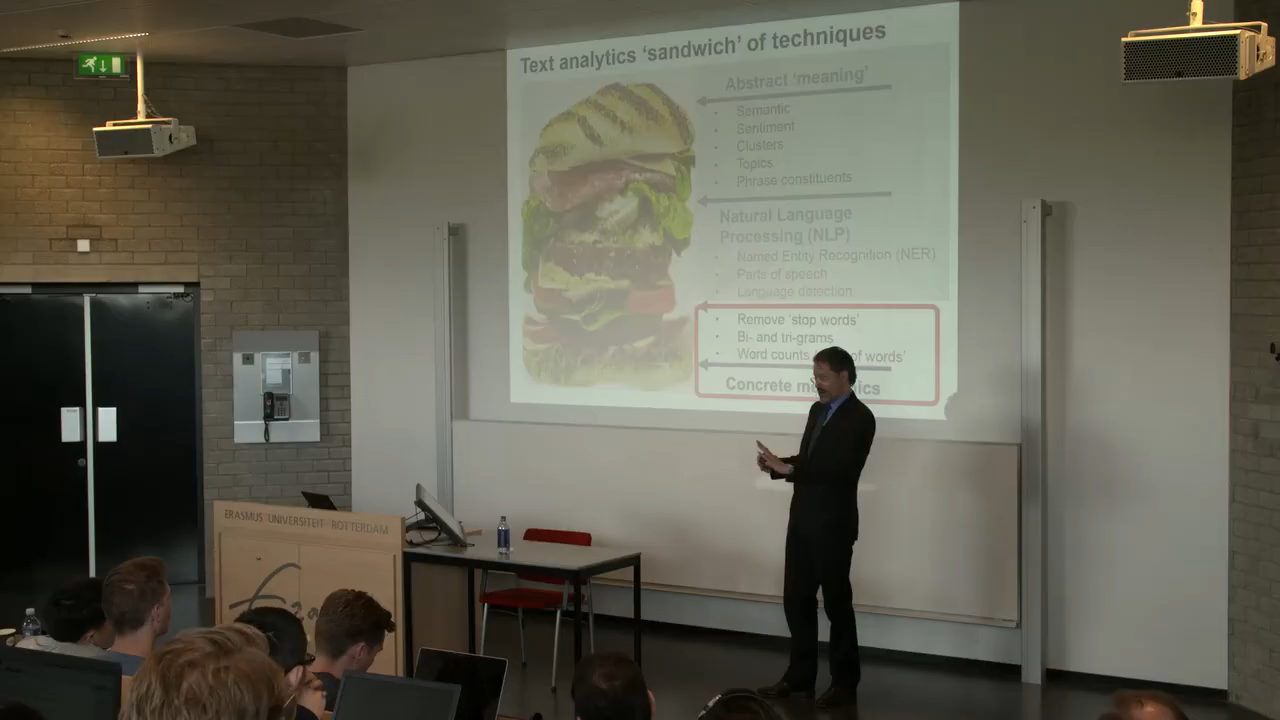 Text analytics 'sandwich' of techniques
Abstract 'meaning'
• Semantic
• Sentiment
• Clusters
• Topics
• Phrase constituents
Natural Language
Processing (NLP)
• Named Entity Recognition (NER)
• Parts of speech
• Language detection
• Remove 'stop words'
• Bi- and tri-grams
• Word counts of words'
Concrete
ERASMUS UNIVERSITEIT ROTTERDAM